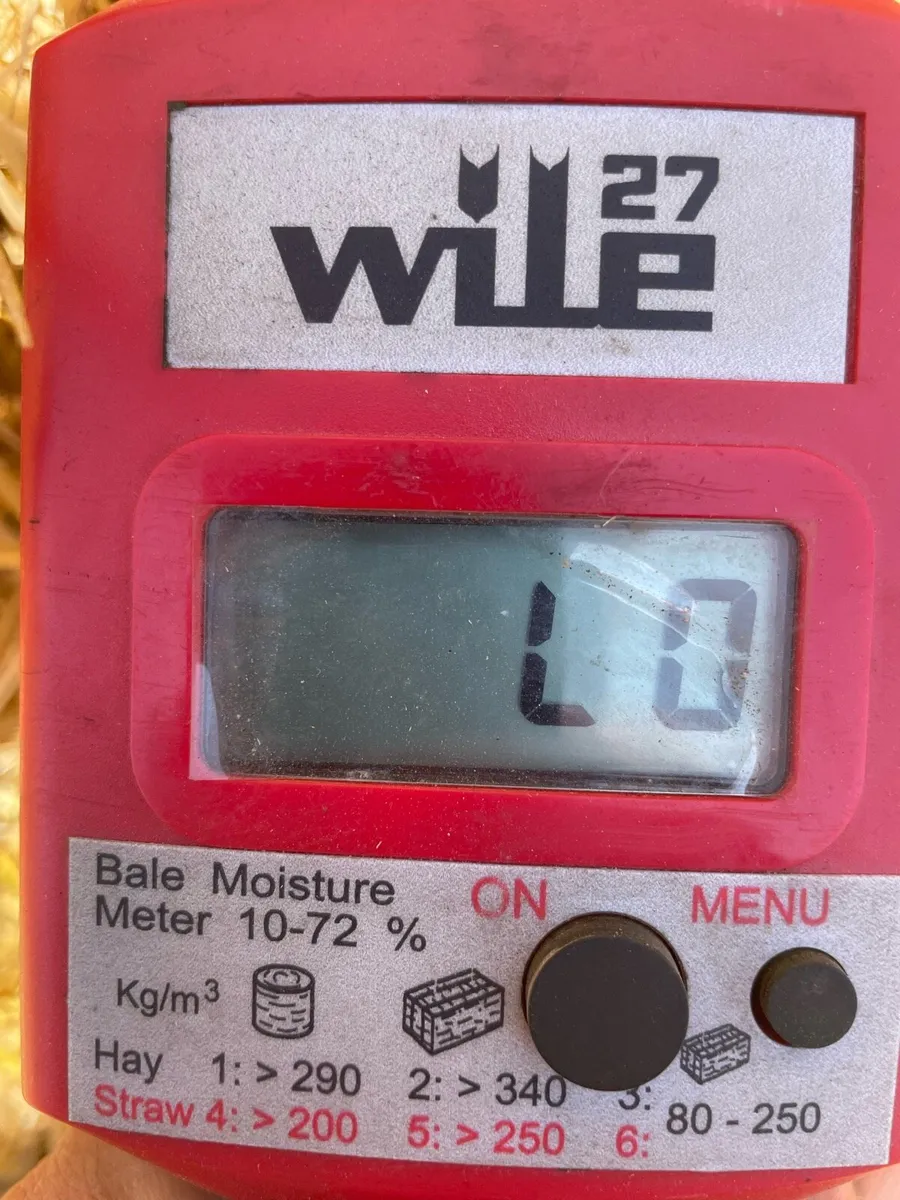 wile 27
L0
Bale Moisture
Meter 10-72 %
ON
MENU
Kg/m³
Hay 1: > 290 2: > 340 3:
80 - 250
Straw 4: > 200 5: > 250 6: